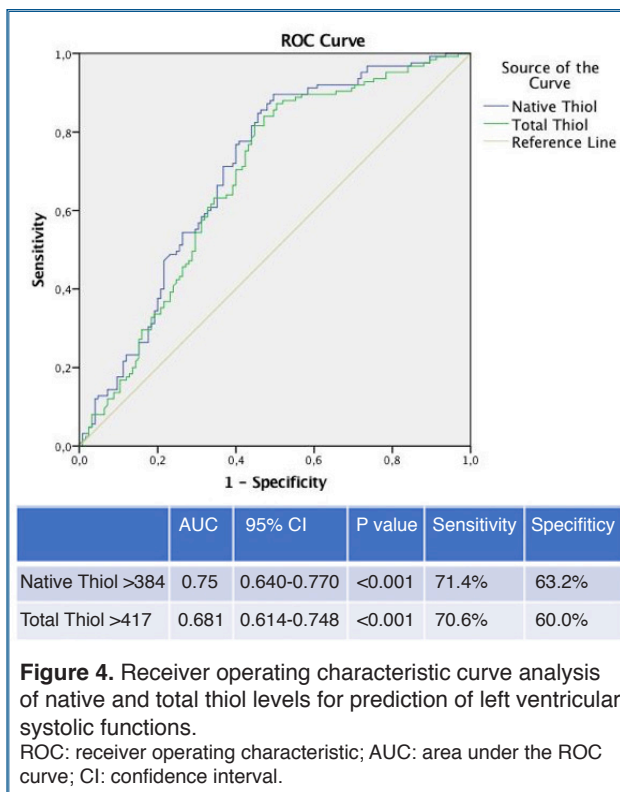 ROC Curve
1,0
0,8
0,6
0,4
0,2
0,0
Sensitivity
0,0 0,2 0,4 0,6 0,8 1,0
1 - Specificity
Source of the
Curve
Native Thiol
Total Thiol
Reference Line
AUC 95% CI P value Sensitivity Specifiticy
Native Thiol >384 0.75 0.640-0.770 <0.001 71.4% 63.2%
Total Thiol >417 0.681 0.614-0.748 <0.001 70.6% 60.0%
Figure 4. Receiver operating characteristic curve analysis
of native and total thiol levels for prediction of left ventricular
systolic functions.
ROC: receiver operating characteristic; AUC: area under the ROC
curve; CI: confidence interval.